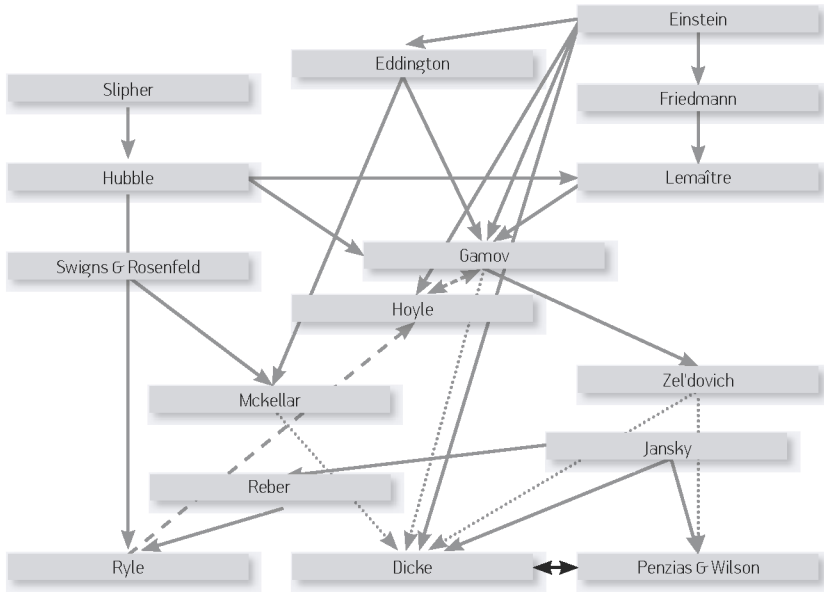 Einstein
Eddington
Slipher
Friedmann
Hubble
Lemaître
Gamov
Swigns & Rosenfeld
Hoyle
Zel'dovich
Mckellar
Jansky
Reber
Ryle
Dicke
Penzias & Wilson